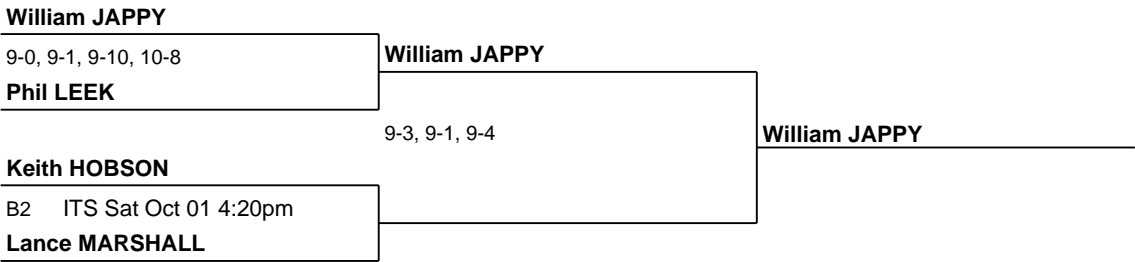 William JAPPY
9-0, 9-1, 9-10, 10-8
William JAPPY
Phil LEEK
9-3, 9-1, 9-4
William JAPPY
Keith HOBSON
B2 ITS Sat Oct 01 4:20pm
Lance MARSHALL